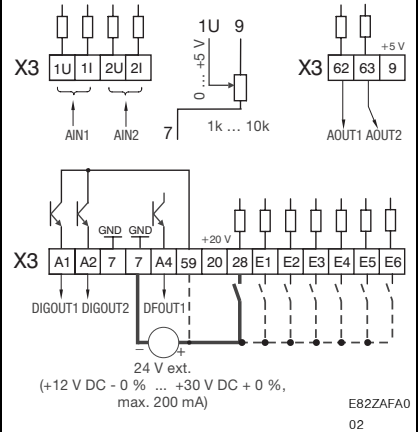 1U 9
+5 V
X3 1U 1I 2U 2I
0 ... +5 V
X3 62 63 9
AIN1 AIN2
7
1k ... 10k
AOUT1 AOUT2
GND GND
+20 V
X3 A1 A2 7 7 A4 59 20 28 E1 E2 E3 E4 E5 E6
DIGOUT1 DIGOUT2 DFOUT1
– +
24 V ext.
(+12 V DC - 0 % ... +30 V DC + 0 %,
max. 200 mA)
E82ZAFA0
02